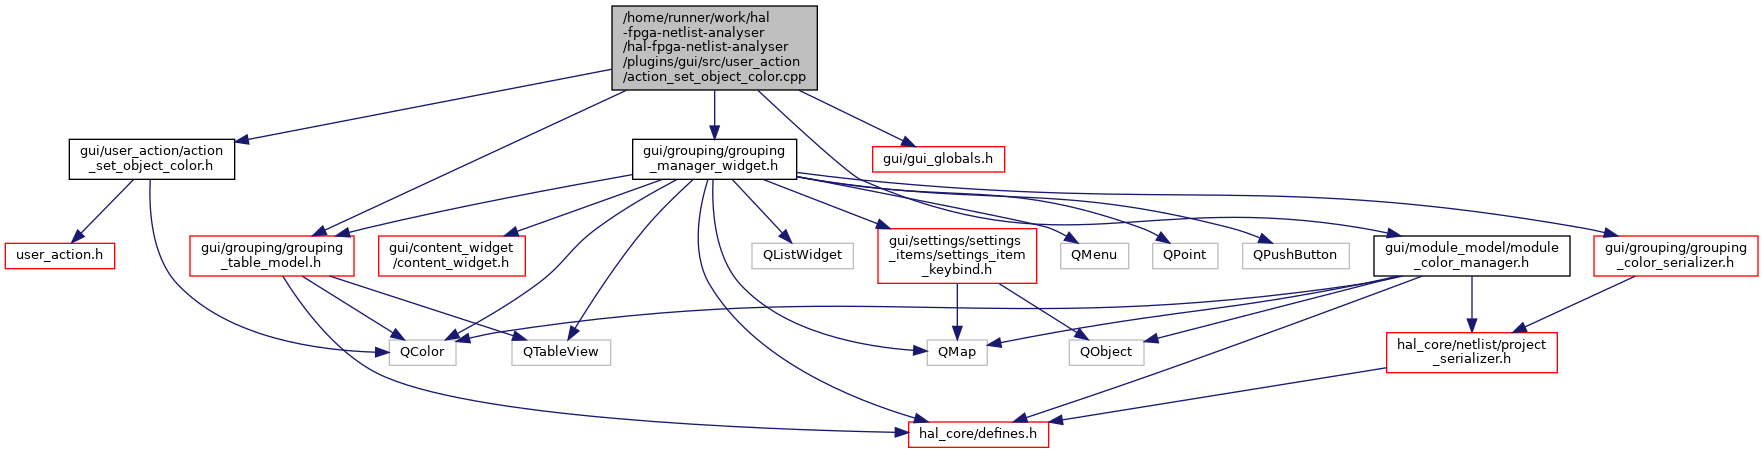 /home/runner/work/hal
-fpga-netlist-analyser
/hal-fpga-netlist-analyser
/plugins/gui/src/user_action
/action_set_object_color.cpp
gui/user_action/action
_set_object_color.h
gui/grouping/grouping
_manager_widget.h
gui/gui_globals.h
user_action.h
gui/grouping/grouping
_table_model.h
gui/content_widget
/content_widget.h
QListWidget
gui/settings/settings
_items/settings_item
_keybind.h
QMenu
QPoint
QPushButton
gui/module_model/module
_color_manager.h
gui/grouping/grouping
_color_serializer.h
QColor
QTableView
QMap
QObject
hal_core/netlist/project
_serializer.h
hal_core/defines.h